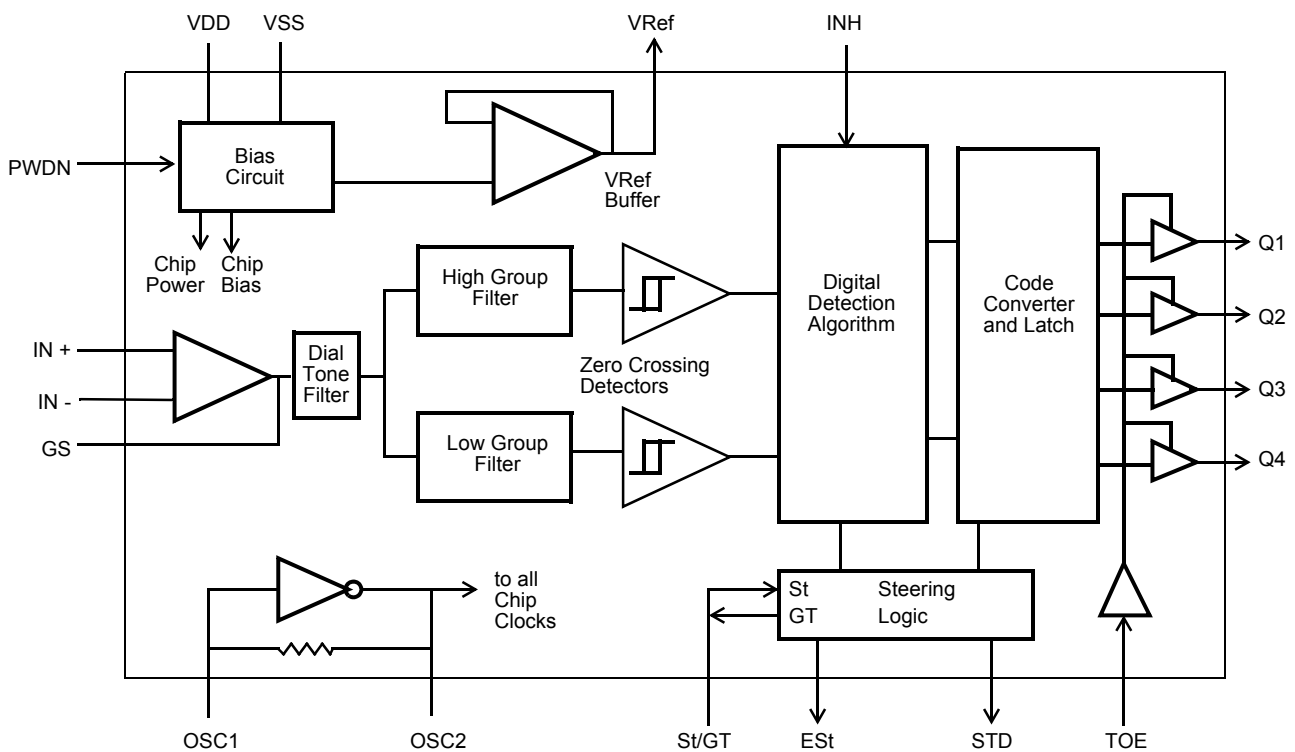 VDD
VSS
VRef
INH
PWDN
Bias
Circuit
VRef
Buffer
Chip
Power
Chip
Bias
High Group
Filter
Digital
Detection
Algorithm
Code
Converter
and Latch
Q1
Q2
Q3
Q4
IN +
IN -
GS
Dial
Tone
Filter
Zero Crossing
Detectors
Low Group
Filter
to all
Chip
Clocks
St
GT
Steering
Logic
OSC1
OSC2
St/GT
ESt
STD
TOE